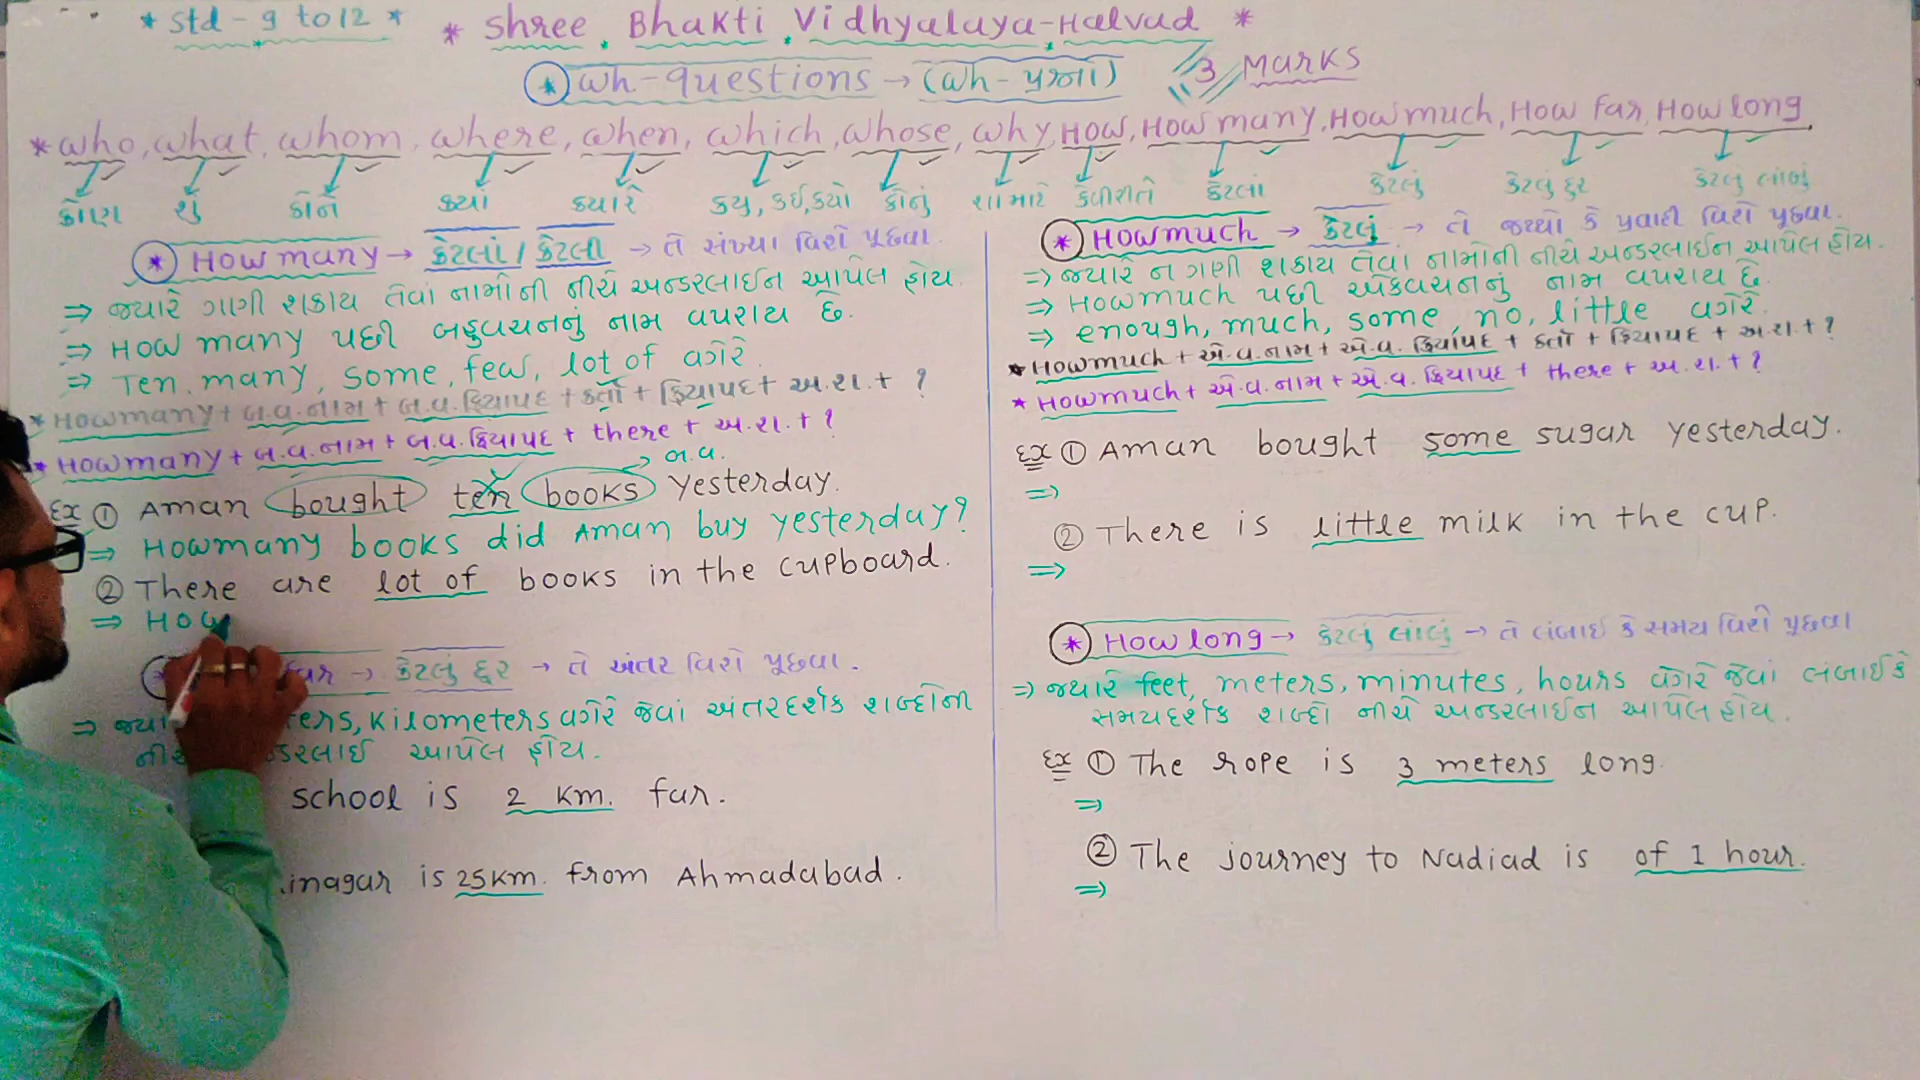 * Std - 9 to 12 * * Shree Bhakti Vidhyalaya-Halvad *
* Wh-questions → (Wh-પ્રશ્નો) 3 Marks
* Who, What, Whom, Where, When, Which, Whose, Why, How, How many, How much, How far, How long
કોણ શું કોને ક્યાં ક્યારે કયુ, કઈ, કયો કોનું શા માટે કેવી રીતે કેટલાં કેટલું કેટલું દુર કેટલુ લાંબુ
* How many → કેટલાં / કેટલી → તે સંખ્યા વિશે પૂછવા.
⇒ જ્યારે ગાણી શકાય તેવાં નામોની નીચે અન્ડરલાઈન આપેલ હોય.
⇒ How many પછી બહુવચનનું નામ વપરાય છે.
⇒ Ten, many, some, few, lot of વગેરે
* How many + બ.વ.નામ + બ.વ.ક્રિયાપદ + કર્તા + ક્રિયાપદ + અ.શ.+ ?
* How many + બ.વ.નામ + બ.વ.ક્રિયાપદ + there + અ.શ.+ ?
બ.વ.
Ex ① Aman bought ten books yesterday.
⇒ How many books did Aman buy yesterday?
② There are lot of books in the cupboard.
⇒ How
far → કેટલું દુર → તે અંતર વિશે પૂછવા.
⇒ જ્યા ters, Kilometers વગેરે જેવાં અંતરદર્શક શબ્દોની
આપેલ હોય.
school is 2 km. far.
inagar is 25km. from Ahmadabad.
* How much → કેટલું → તે જથ્થો કે પ્રવાહી વિશે પૂછવા.
⇒ જ્યારે ન ગણી શકાય તેવા નામોની નીચે અન્ડરલાઈન આપેલ હોય.
⇒ How much પછી એકવચનનું નામ વપરાય છે.
⇒ enough, much, some, no, little વગેરે
* How much + એ.વ.નામ + એ.વ. ક્રિયાપદ + કર્તા + ક્રિયાપદ + અ.શ.+ ?
* How much + એ.વ.નામ + એ.વ. ક્રિયાપદ + there + અ.શ.+ ?
Ex ① Aman bought some sugar yesterday.
⇒
② There is little milk in the cup.
⇒
* How long → કેટલું લાંબું → તે લંબાઈ કે સમય વિશે પૂછવા
⇒ જ્યારે feet, meters, minutes, hours વગેરે જેવાં લંબાઈ કે
સમયદર્શક શબ્દો નીચે અન્ડરલાઈન આપેલ હોય.
Ex ① The rope is 3 meters long.
⇒
② The journey to Nadiad is of 1 hour.
⇒